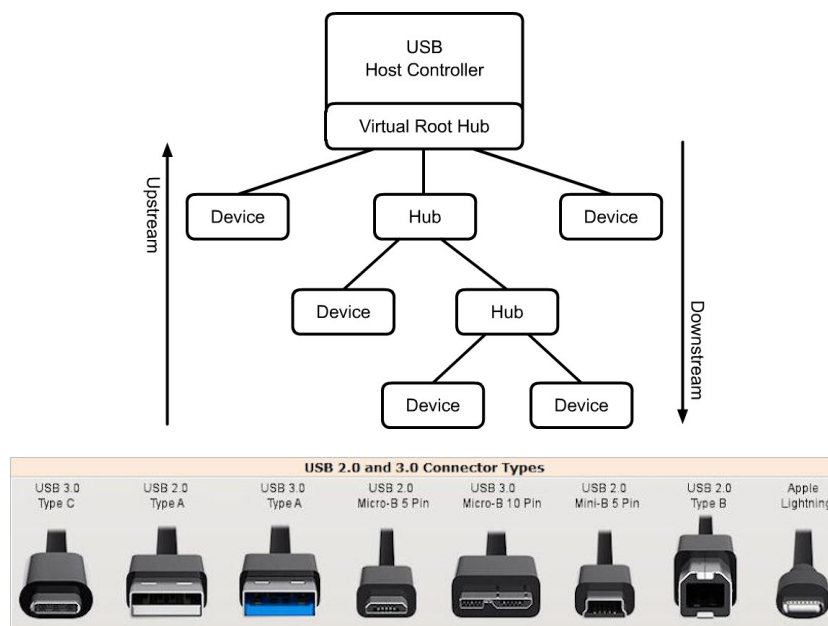 USB
Host Controller
Virtual Root Hub
Upstream
Device
Hub
Device
Device
Hub
Downstream
Device
Device
USB 2.0 and 3.0 Connector Types
USB 3.0
Type C
USB 2.0
Type A
USB 3.0
Type A
USB 2.0
Micro-B 5 Pin
USB 3.0
Micro-B 10 Pin
USB 2.0
Mini-B 5 Pin
USB 2.0
Type B
Apple
Lightning